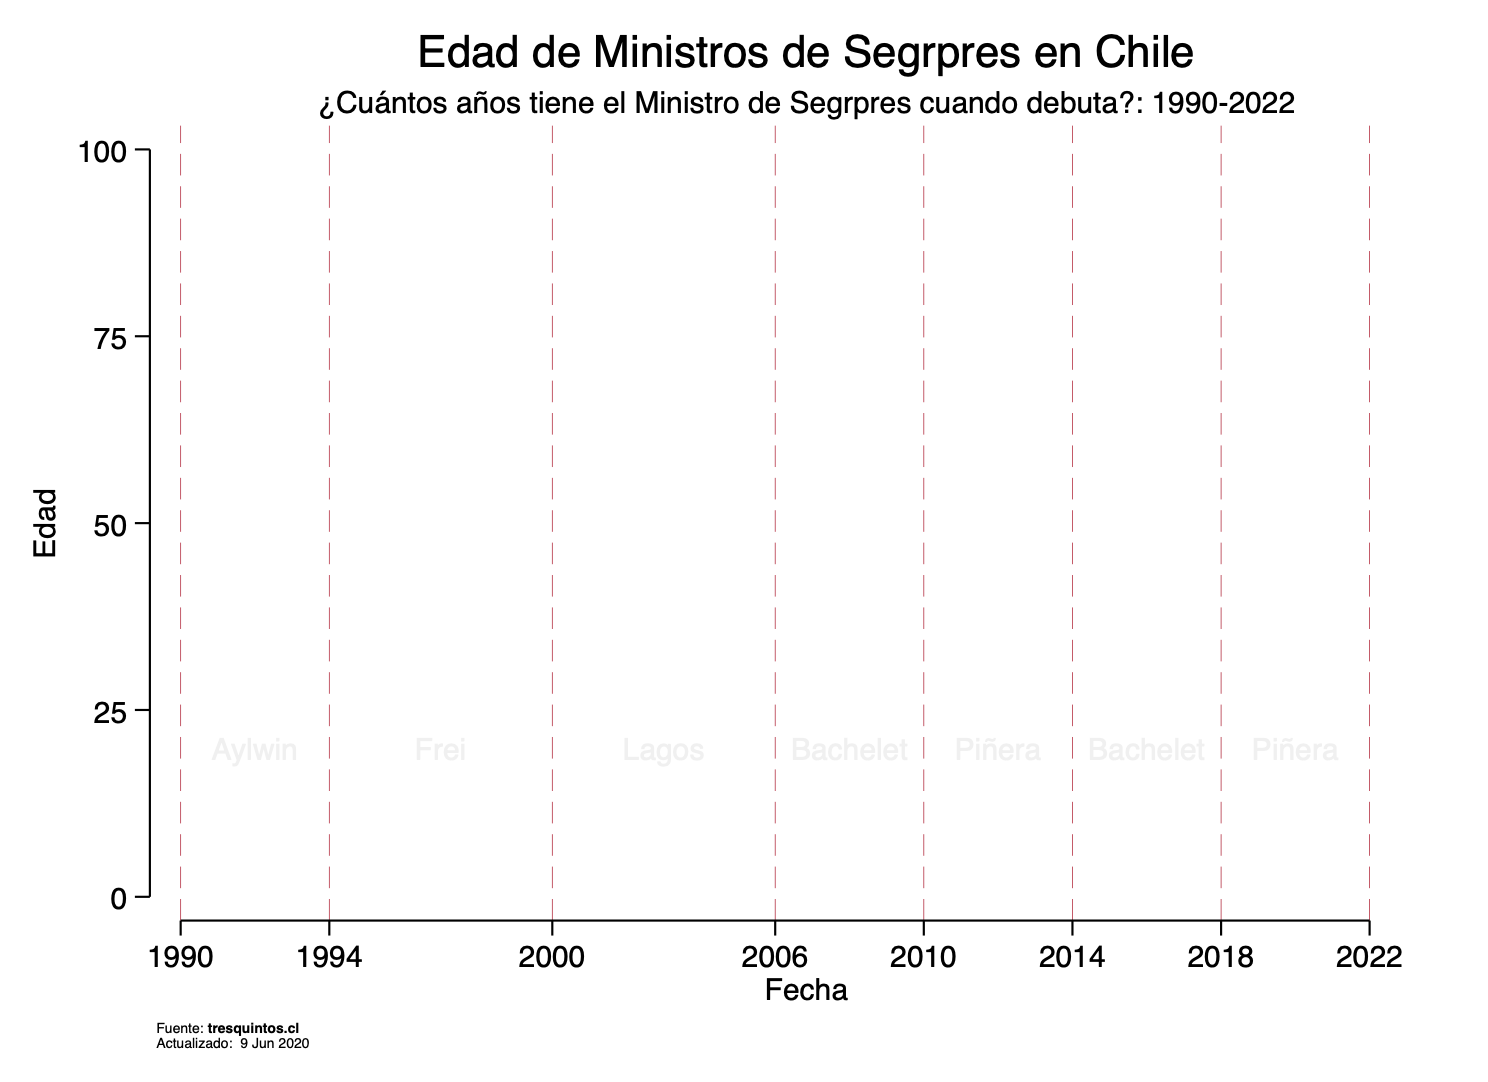 Edad de Ministros de Segrpres en Chile
¿Cuántos años tiene el Ministro de Segrpres cuando debuta?: 1990-2022
100
75
50
25
0
Edad
Aylwin Frei Lagos Bachelet Piñera Bachelet Piñera
1990 1994 2000 2006 2010 2014 2018 2022
Fecha
Fuente: tresquintos.cl
Actualizado: 9 Jun 2020